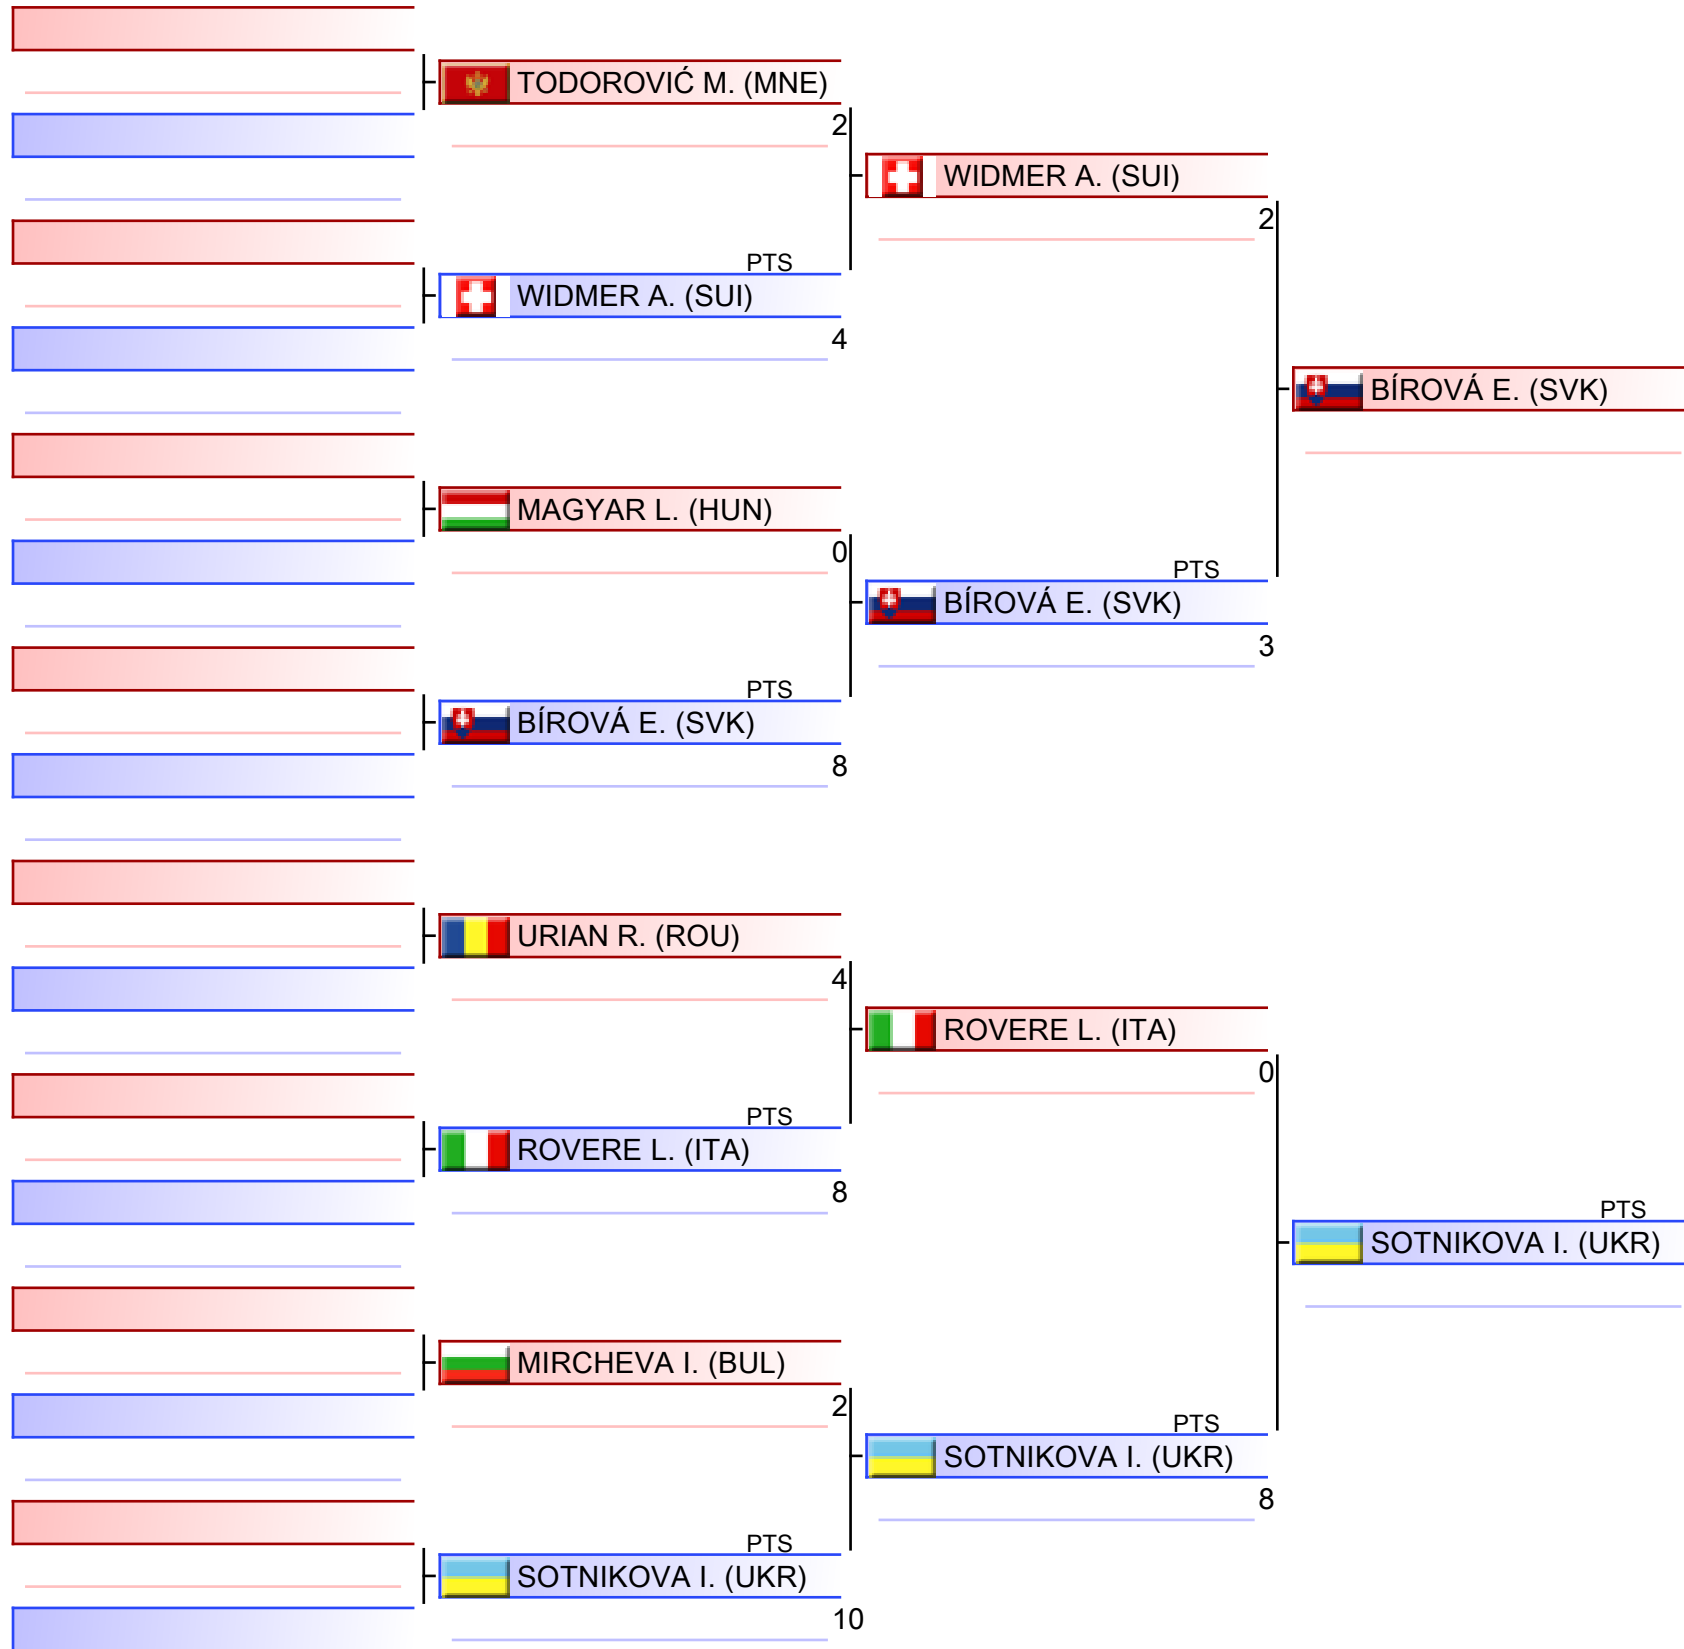 TODOROVIĆ M. (MNE)
2
WIDMER A. (SUI)
2
PTS
WIDMER A. (SUI)
4
BÍROVÁ E. (SVK)
MAGYAR L. (HUN)
0
PTS
BÍROVÁ E. (SVK)
3
PTS
BÍROVÁ E. (SVK)
8
URIAN R. (ROU)
4
ROVERE L. (ITA)
0
PTS
ROVERE L. (ITA)
8
PTS
SOTNIKOVA I. (UKR)
MIRCHEVA I. (BUL)
2
PTS
SOTNIKOVA I. (UKR)
8
PTS
SOTNIKOVA I. (UKR)
10